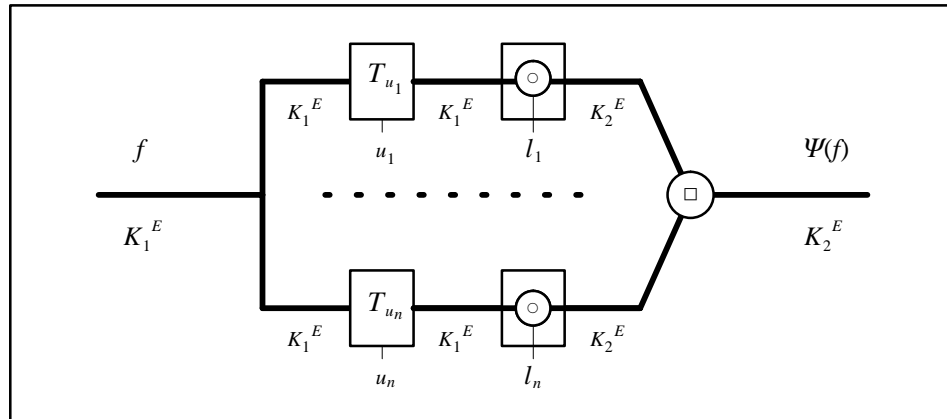 T_{u_1}
K_1^E K_1^E K_2^E
u_1 l_1
f Ψ(f)
K_1^E K_2^E
T_{u_n}
K_1^E K_1^E K_2^E
u_n l_n